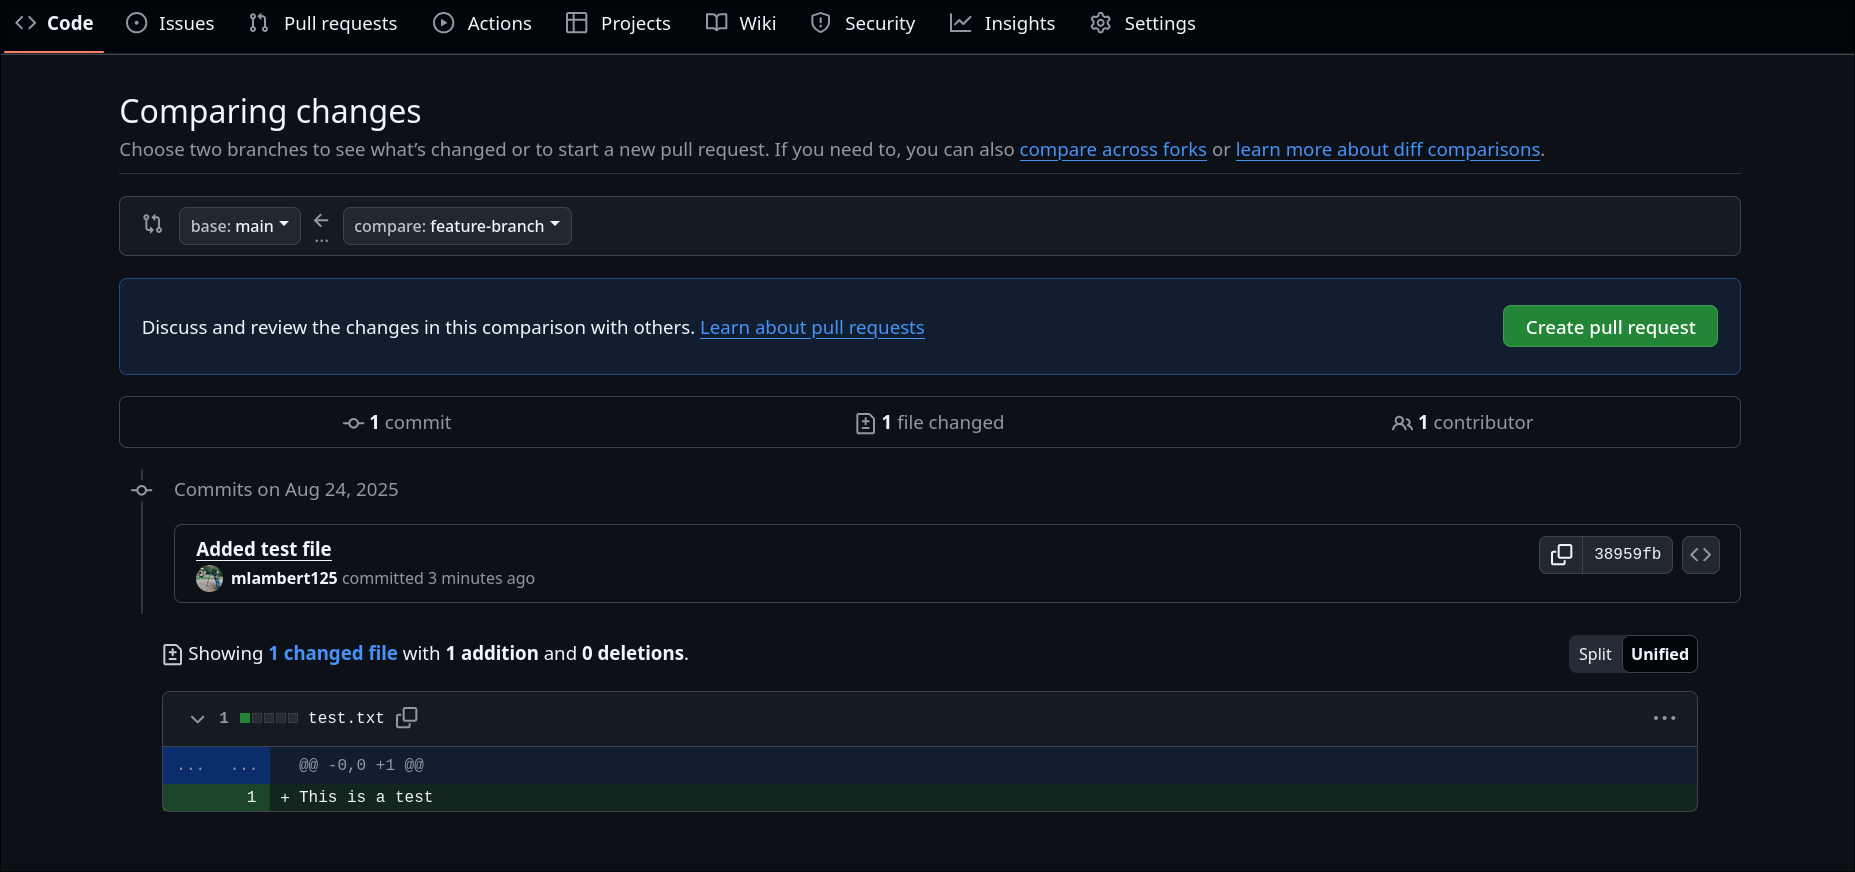 Code Issues Pull requests Actions Projects Wiki Security Insights Settings
Comparing changes
Choose two branches to see what's changed or to start a new pull request. If you need to, you can also compare across forks or learn more about diff comparisons.
base: main ... compare: feature-branch
Discuss and review the changes in this comparison with others. Learn about pull requests Create pull request
1 commit 1 file changed 1 contributor
Commits on Aug 24, 2025
Added test file
38959fb
mlambert125 committed 3 minutes ago
Showing 1 changed file with 1 addition and 0 deletions. Split Unified
1 test.txt
... ... @@ -0,0 +1 @@
1 + This is a test